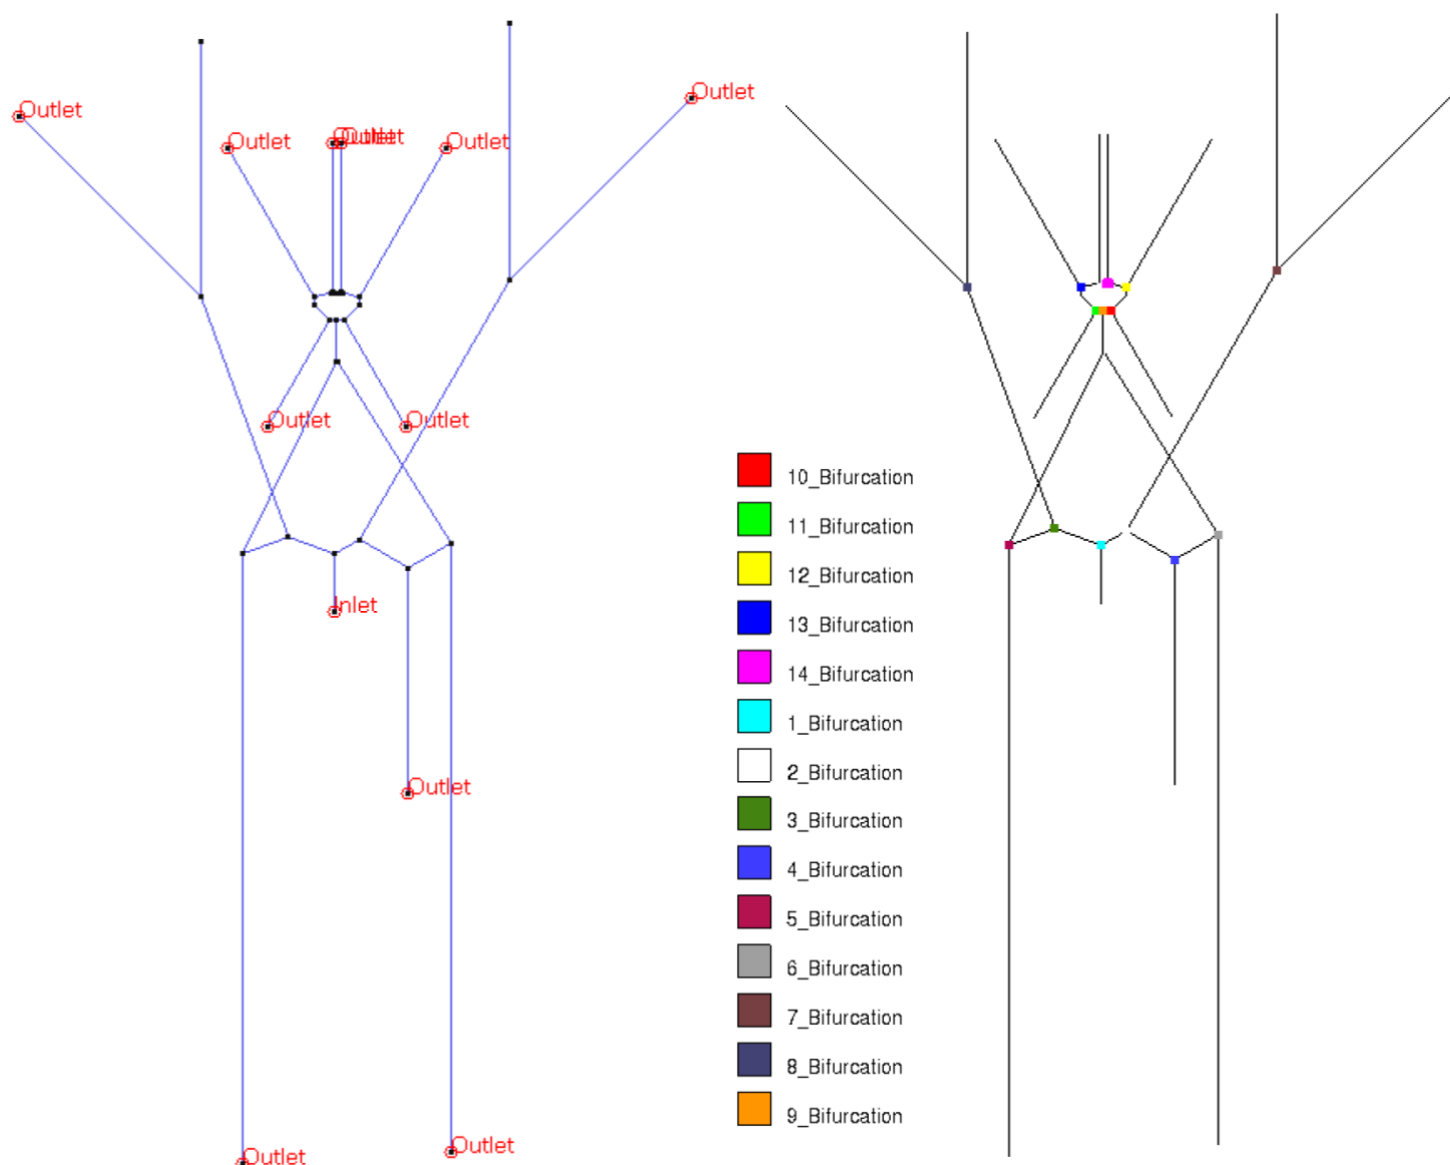 Outlet
Outlet
Outlet
Outlet
Outlet
Outlet
Outlet
Outlet
Inlet
Outlet
Outlet
Outlet
10_Bifurcation
11_Bifurcation
12_Bifurcation
13_Bifurcation
14_Bifurcation
1_Bifurcation
2_Bifurcation
3_Bifurcation
4_Bifurcation
5_Bifurcation
6_Bifurcation
7_Bifurcation
8_Bifurcation
9_Bifurcation